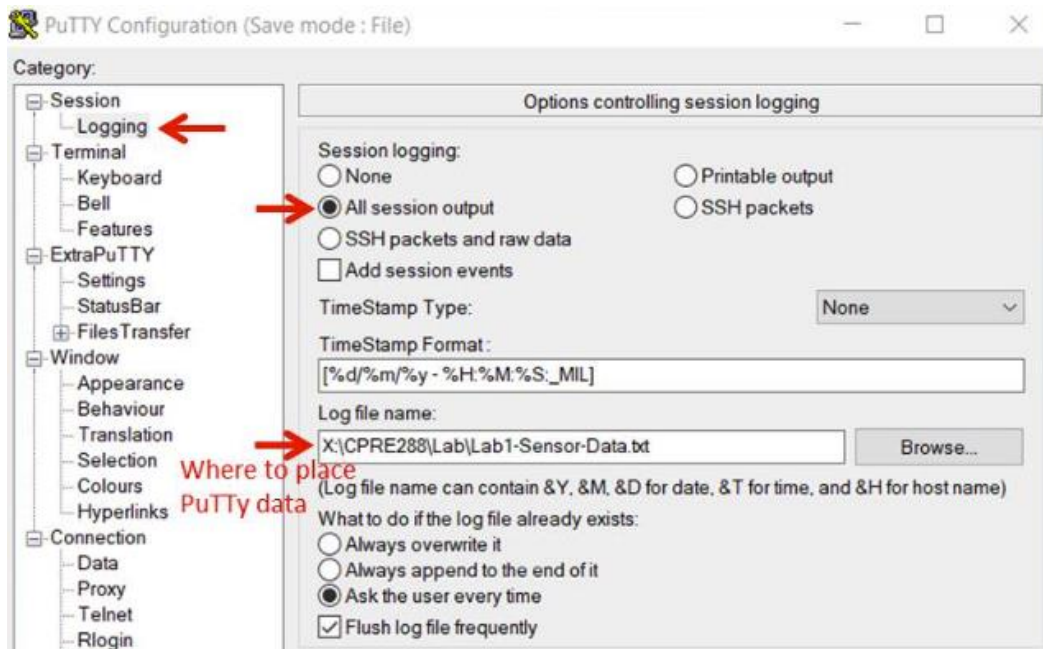 PuTTY Configuration (Save mode : File)
Category:
Session
Logging
Terminal
Keyboard
Bell
Features
ExtraPuTTY
Settings
StatusBar
FilesTransfer
Window
Appearance
Behaviour
Translation
Selection
Colours
Hyperlinks
Connection
Data
Proxy
Telnet
Rlogin
Options controlling session logging
Session logging:
None
Printable output
All session output
SSH packets
SSH packets and raw data
Add session events
TimeStamp Type:
None
TimeStamp Format :
[%d/%m/%y - %H:%M:%S:_MIL]
Log file name:
X:\CPRE288\Lab\Lab1-Sensor-Data.txt
Browse...
Where to place
PuTTy data
(Log file name can contain &Y, &M, &D for date, &T for time, and &H for host name)
What to do if the log file already exists:
Always overwrite it
Always append to the end of it
Ask the user every time
Flush log file frequently